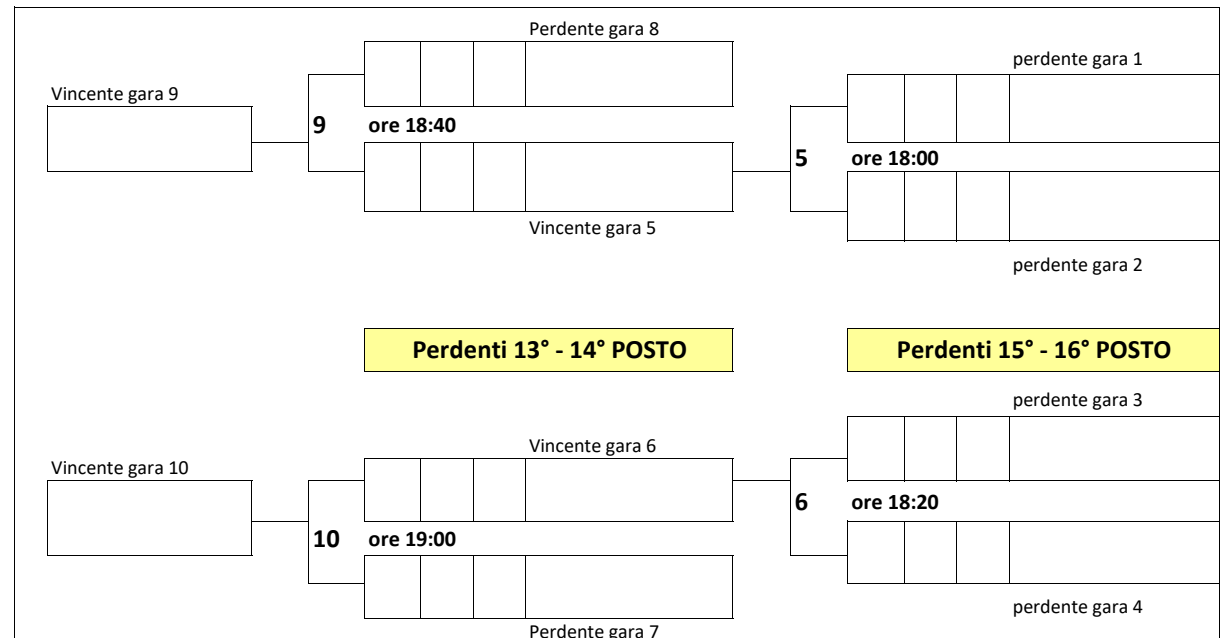 Perdente gara 8
perdente gara 1
Vincente gara 9
9 ore 18:40
5 ore 18:00
Vincente gara 5
perdente gara 2
Perdenti 13° - 14° POSTO
Perdenti 15° - 16° POSTO
perdente gara 3
Vincente gara 6
Vincente gara 10
6 ore 18:20
10 ore 19:00
perdente gara 4
Perdente gara 7